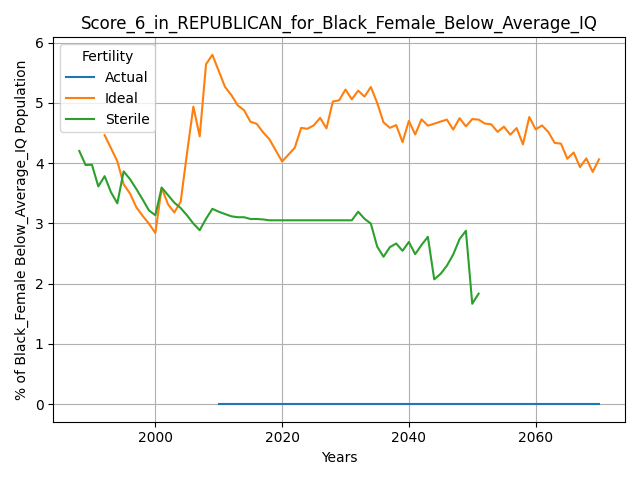 Score_6_in_REPUBLICAN_for_Black_Female_Below_Average_IQ
% of Black_Female Below_Average_IQ Population
Fertility
Actual
Ideal
Sterile
6
5
4
3
2
1
0
2000 2020 2040 2060
Years